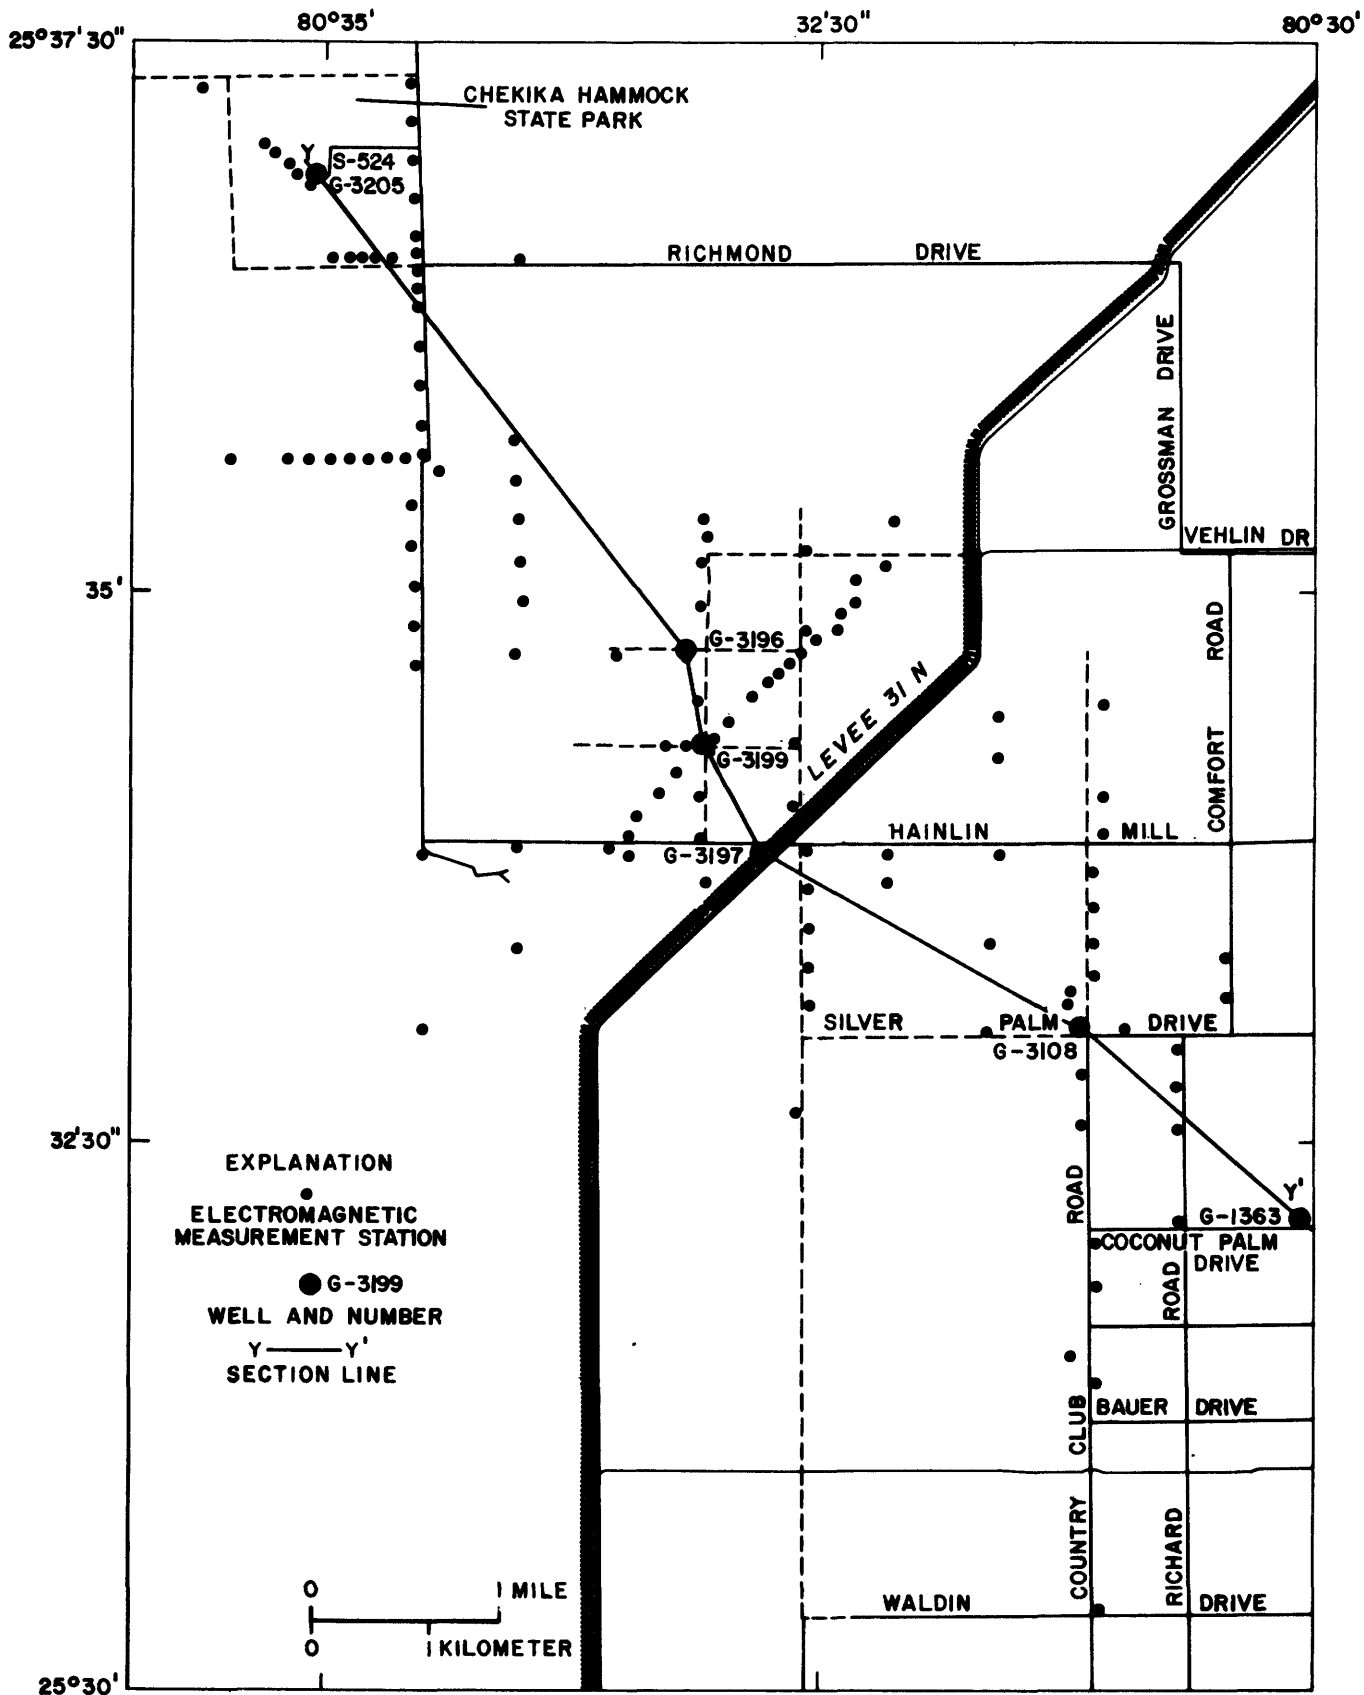 80°35'
32'30"
80°30'
25°37'30"
CHEKIKA HAMMOCK
STATE PARK
Y
S-524
G-3205
RICHMOND DRIVE
GROSSMAN DRIVE
VEHLIN DR
35'
COMFORT ROAD
G-3196
LEVEE 31 N
G-3199
HAINLIN MILL
G-3197
SILVER PALM DRIVE
G-3108
32'30"
EXPLANATION
ELECTROMAGNETIC
MEASUREMENT STATION
G-3199
WELL AND NUMBER
Y Y'
SECTION LINE
Y'
G-1363
COCONUT PALM
DRIVE
COUNTRY CLUB ROAD
RICHARD ROAD
BAUER DRIVE
0 1 MILE
0 1 KILOMETER
WALDIN DRIVE
25°30'